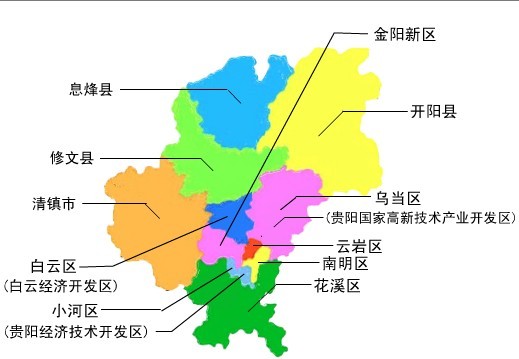 金阳新区
息烽县
开阳县
修文县
乌当区
清镇市
(贵阳国家高新技术产业开发区)
云岩区
白云区
南明区
(白云经济开发区)
花溪区
小河区
(贵阳经济技术开发区)